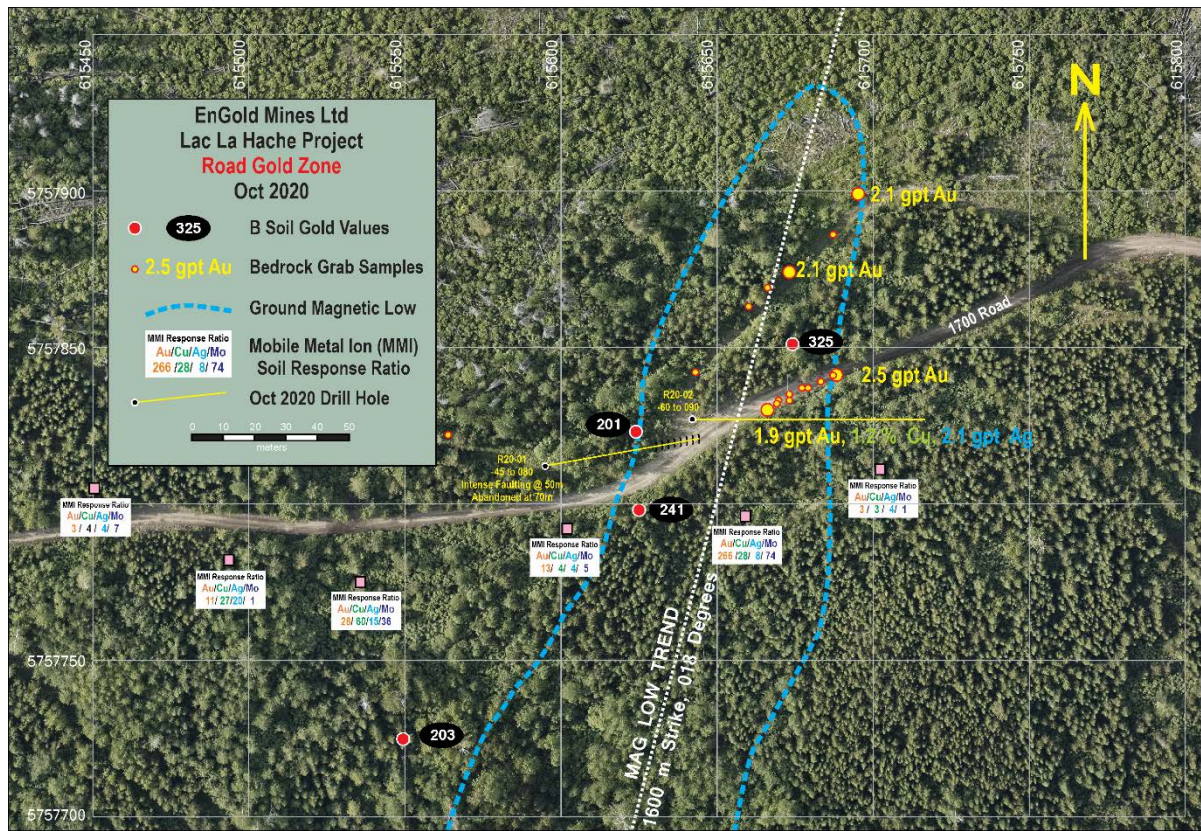 615450
615500
615550
615600
615650
615700
615750
615800
EnGold Mines Ltd
Lac La Hache Project
Road Gold Zone
Oct 2020
325 B Soil Gold Values
2.5 gpt Au Bedrock Grab Samples
Ground Magnetic Low
MMI Response Ratio
Au/Cu/Ag/Mo
266 /28/ 8/ 74
Mobile Metal Ion (MMI)
Soil Response Ratio
Oct 2020 Drill Hole
0 10 20 30 40 50
meters
N
5757900
2.1 gpt Au
2.1 gpt Au
1700 Road
5757850
325
2.5 gpt Au
R20-02
-60 to 090
201
1.9 gpt Au, 1.2 % Cu, 2.1 gpt Ag
R20-01
-45 to 080
Intense Faulting @ 50m
Abandoned at 70m
241
MMI Response Ratio
Au/Cu/Ag/Mo
3/ 4/ 4/ 7
MMI Response Ratio
Au/Cu/Ag/Mo
11/ 27/20/ 1
MMI Response Ratio
Au/Cu/Ag/Mo
28/ 60/15/36
MMI Response Ratio
Au/Cu/Ag/Mo
13/ 4/ 4/ 5
MMI Response Ratio
Au/Cu/Ag/Mo
266/28/ 8/ 74
MMI Response Ratio
Au/Cu/Ag/Mo
3/ 3/ 4/ 1
MAG LOW TREND
1600 m Strike, 018 Degrees
5757750
203
5757700